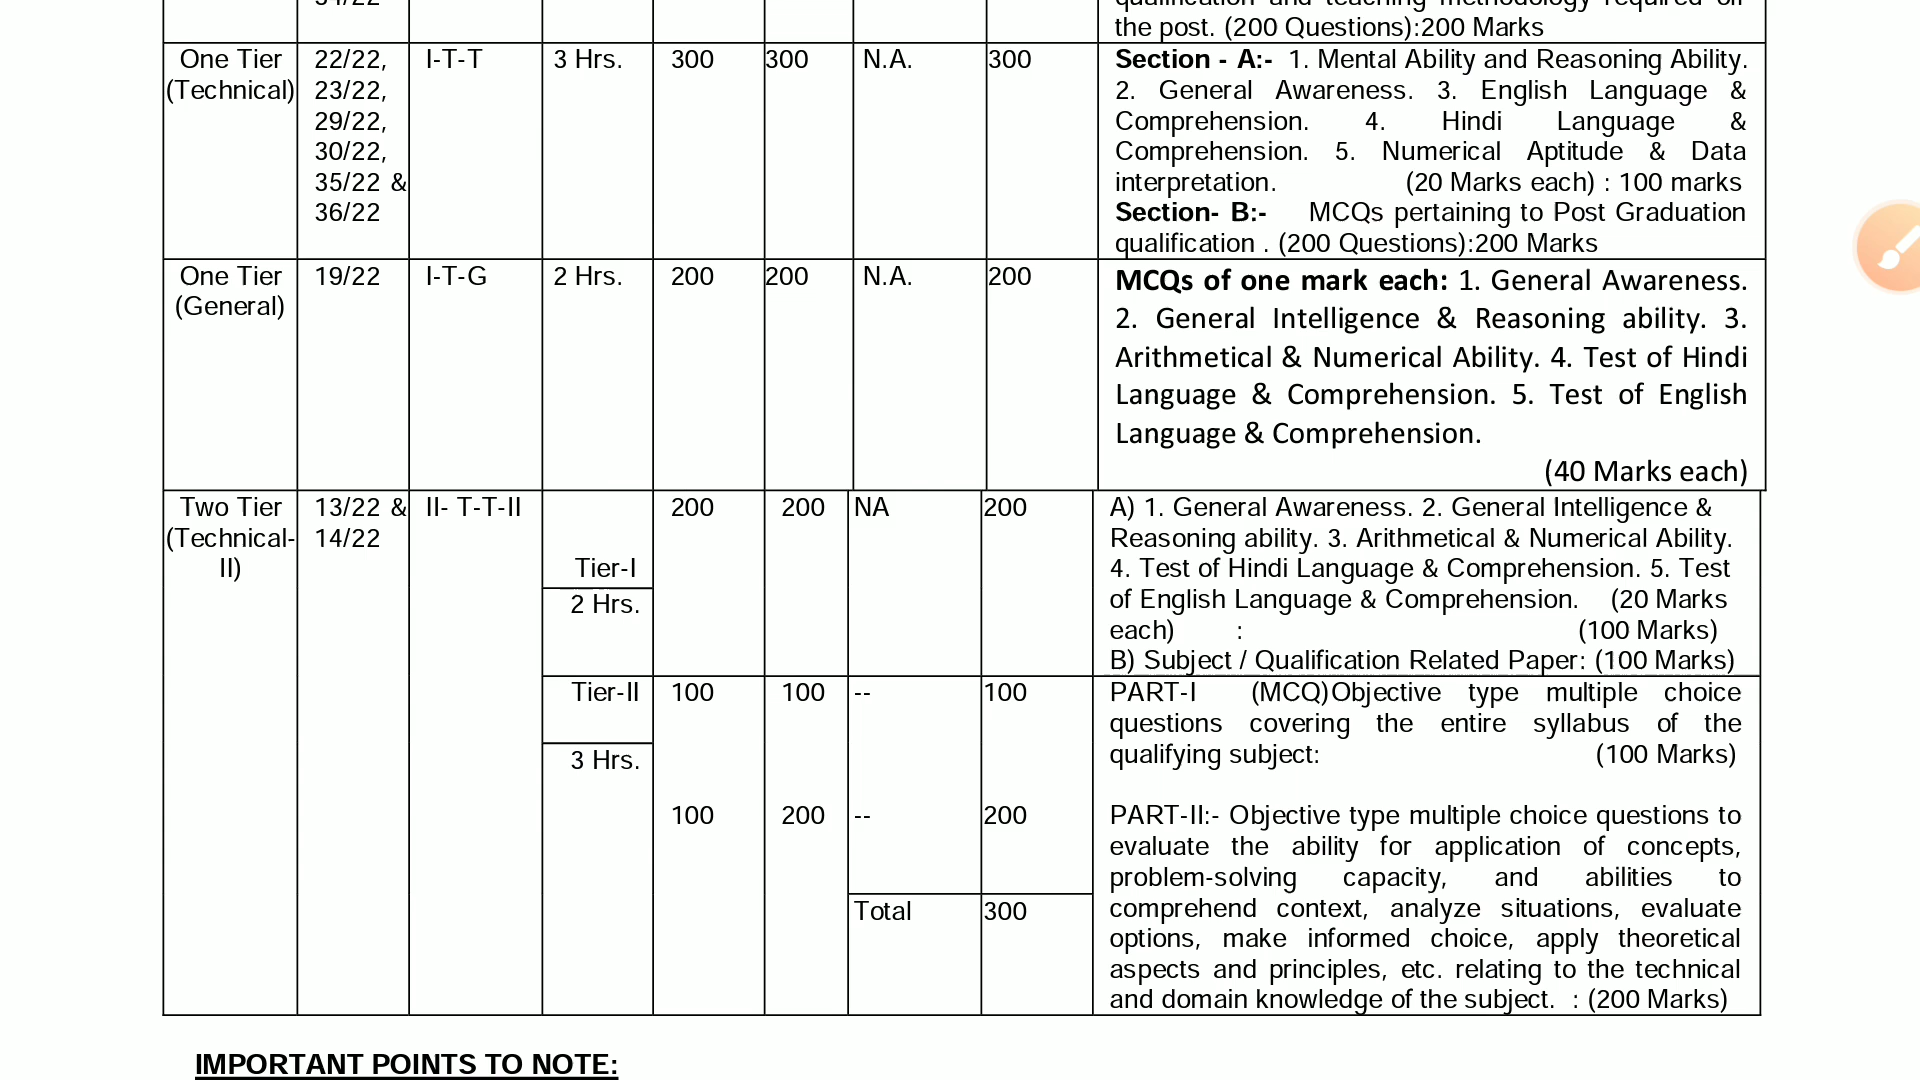 the post. (200 Questions):200 Marks
One Tier (Technical)
22/22, 23/22, 29/22, 30/22, 35/22 & 36/22
I-T-T
3 Hrs.
300
300
N.A.
300
Section - A:- 1. Mental Ability and Reasoning Ability.
2. General Awareness. 3. English Language &
Comprehension. 4. Hindi Language &
Comprehension. 5. Numerical Aptitude & Data
interpretation. (20 Marks each) : 100 marks
Section- B:- MCQs pertaining to Post Graduation
qualification . (200 Questions):200 Marks
One Tier
(General)
19/22
I-T-G
2 Hrs.
200
200
N.A.
200
MCQs of one mark each: 1. General Awareness.
2. General Intelligence & Reasoning ability. 3.
Arithmetical & Numerical Ability. 4. Test of Hindi
Language & Comprehension. 5. Test of English
Language & Comprehension.
(40 Marks each)
Two Tier
(Technical-
II)
13/22 &
14/22
II- T-T-II
Tier-I
2 Hrs.
200
200
NA
200
A) 1. General Awareness. 2. General Intelligence &
Reasoning ability. 3. Arithmetical & Numerical Ability.
4. Test of Hindi Language & Comprehension. 5. Test
of English Language & Comprehension. (20 Marks
each) : (100 Marks)
B) Subject / Qualification Related Paper: (100 Marks)
Tier-II
3 Hrs.
100
100
--
100
PART-I (MCQ)Objective type multiple choice
questions covering the entire syllabus of the
qualifying subject: (100 Marks)
100
200
--
200
Total
300
PART-II:- Objective type multiple choice questions to
evaluate the ability for application of concepts,
problem-solving capacity, and abilities to
comprehend context, analyze situations, evaluate
options, make informed choice, apply theoretical
aspects and principles, etc. relating to the technical
and domain knowledge of the subject. : (200 Marks)
IMPORTANT POINTS TO NOTE: